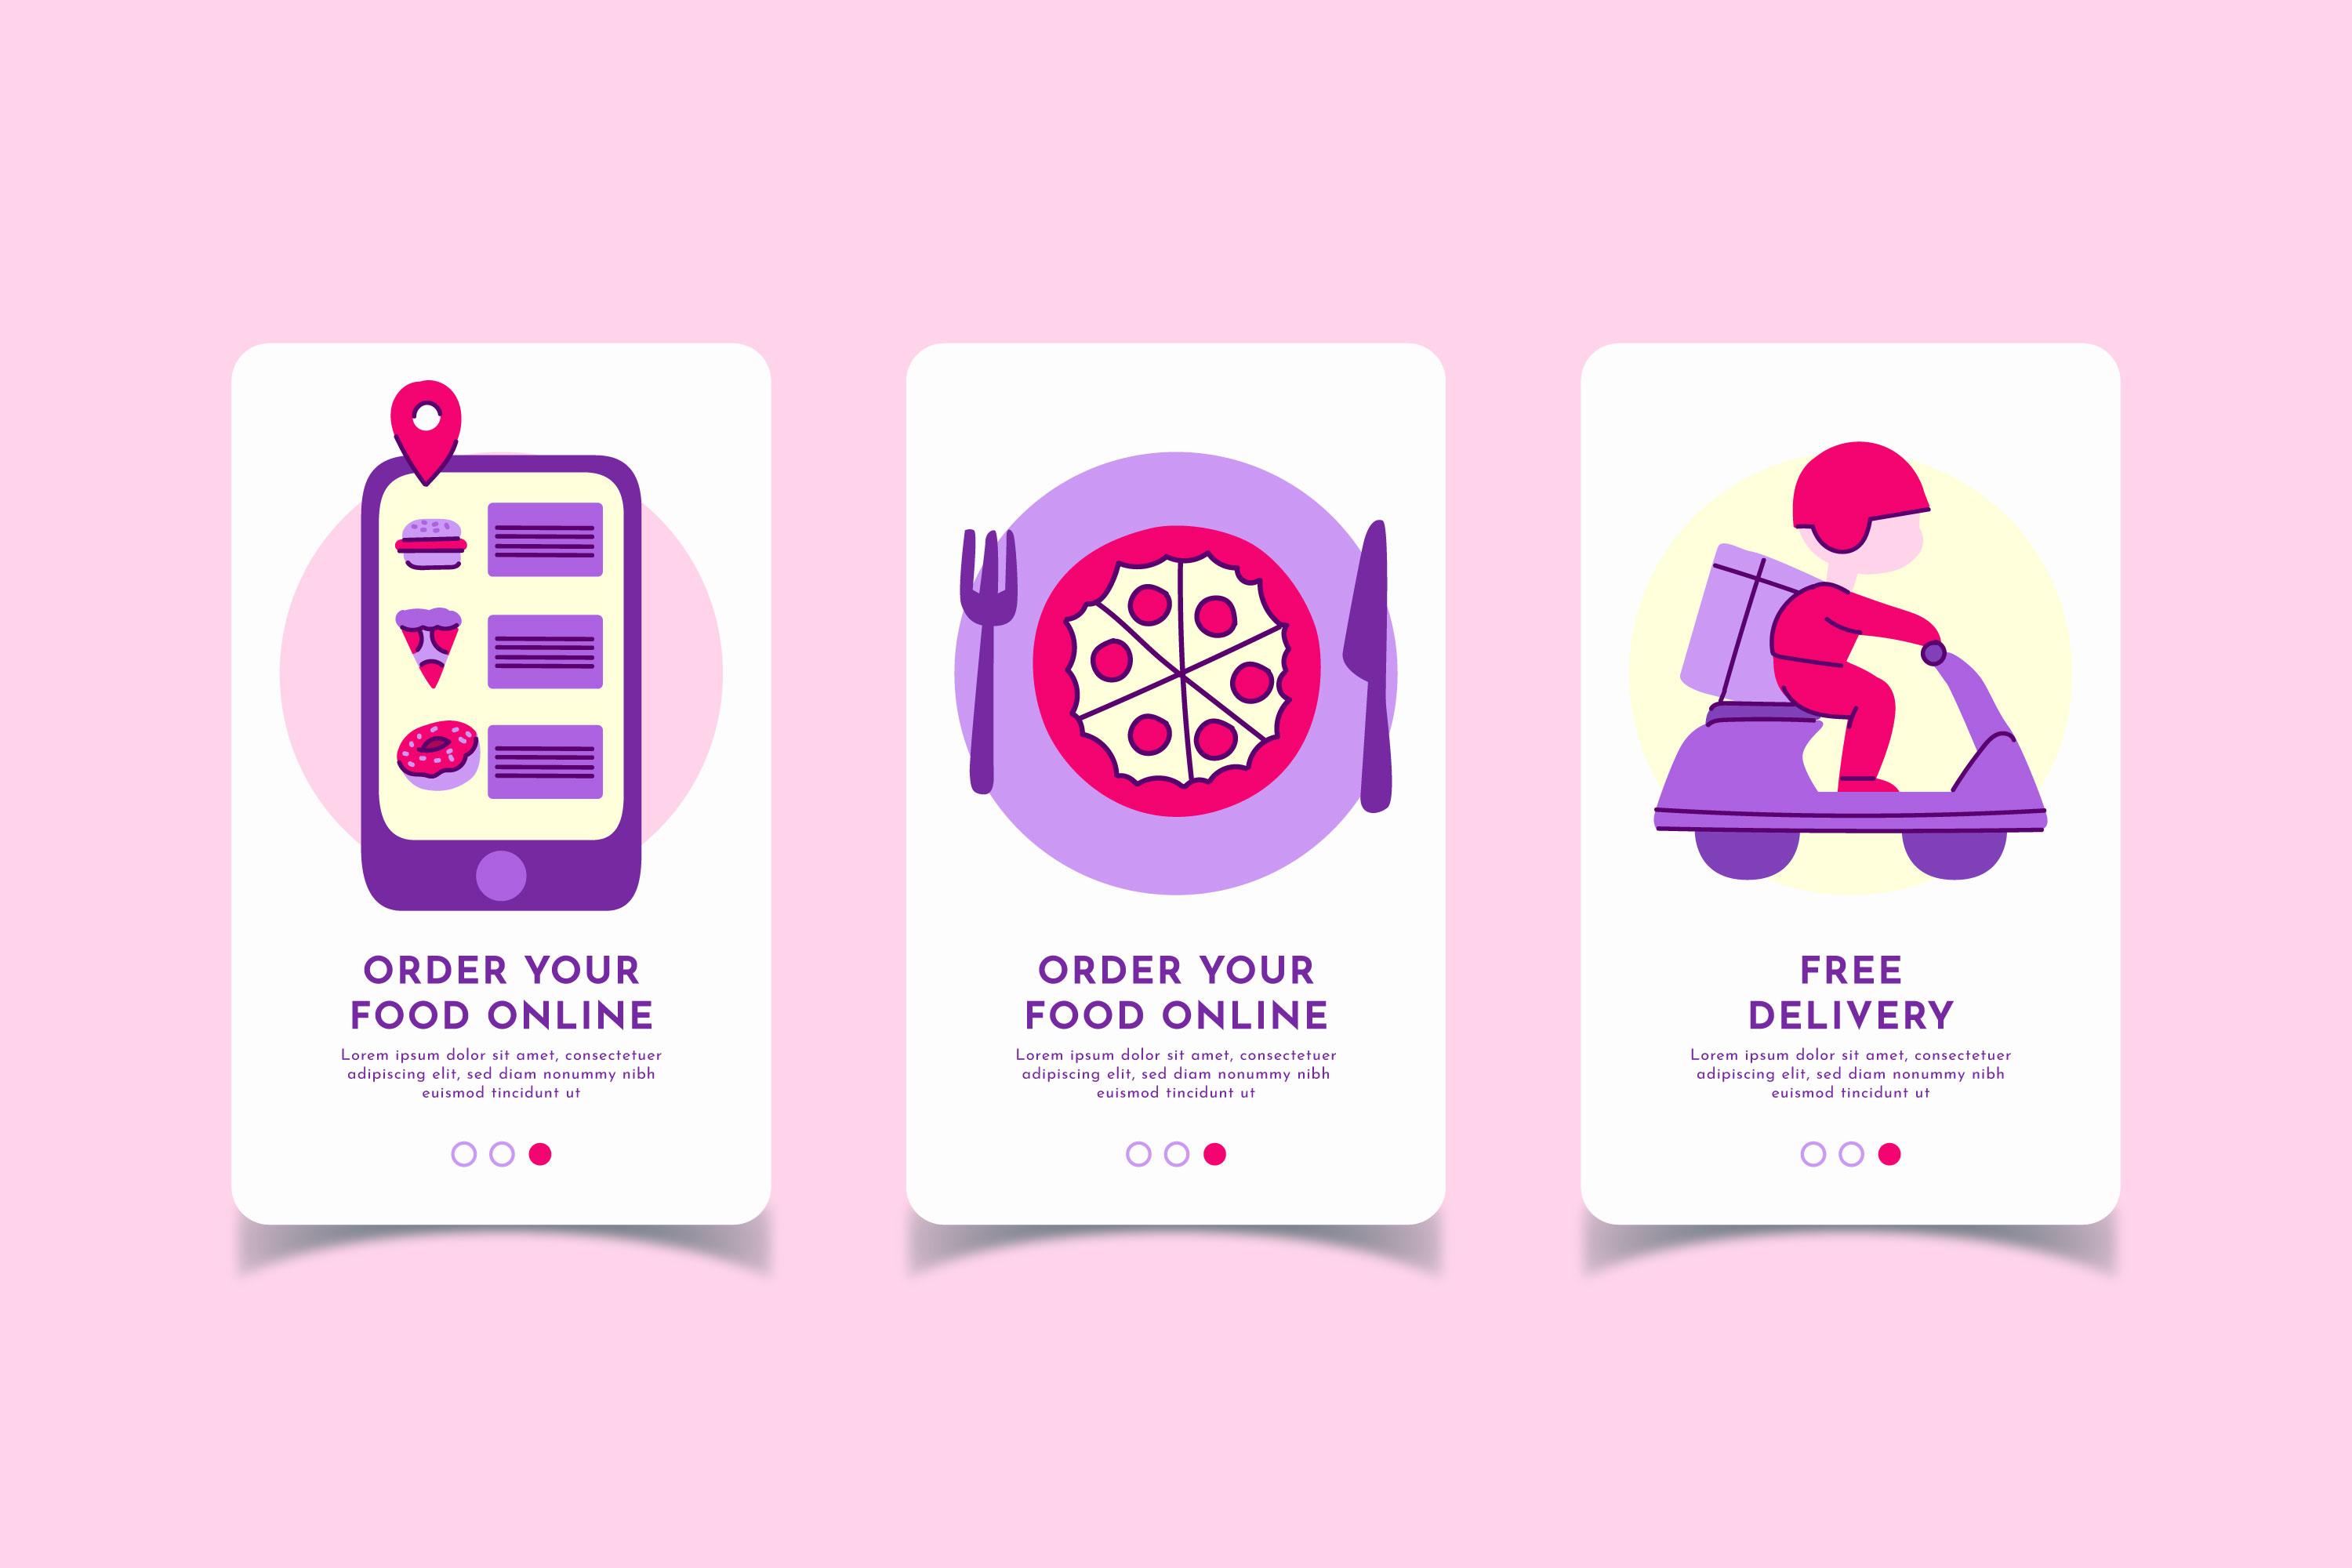 ORDER YOUR
FOOD ONLINE
Lorem ipsum dolor sit amet, consectetuer
adipiscing elit, sed diam nonummy nibh
euismod tincidunt ut
ORDER YOUR
FOOD ONLINE
Lorem ipsum dolor sit amet, consectetuer
adipiscing elit, sed diam nonummy nibh
euismod tincidunt ut
FREE
DELIVERY
Lorem ipsum dolor sit amet, consectetuer
adipiscing elit, sed diam nonummy nibh
euismod tincidunt ut